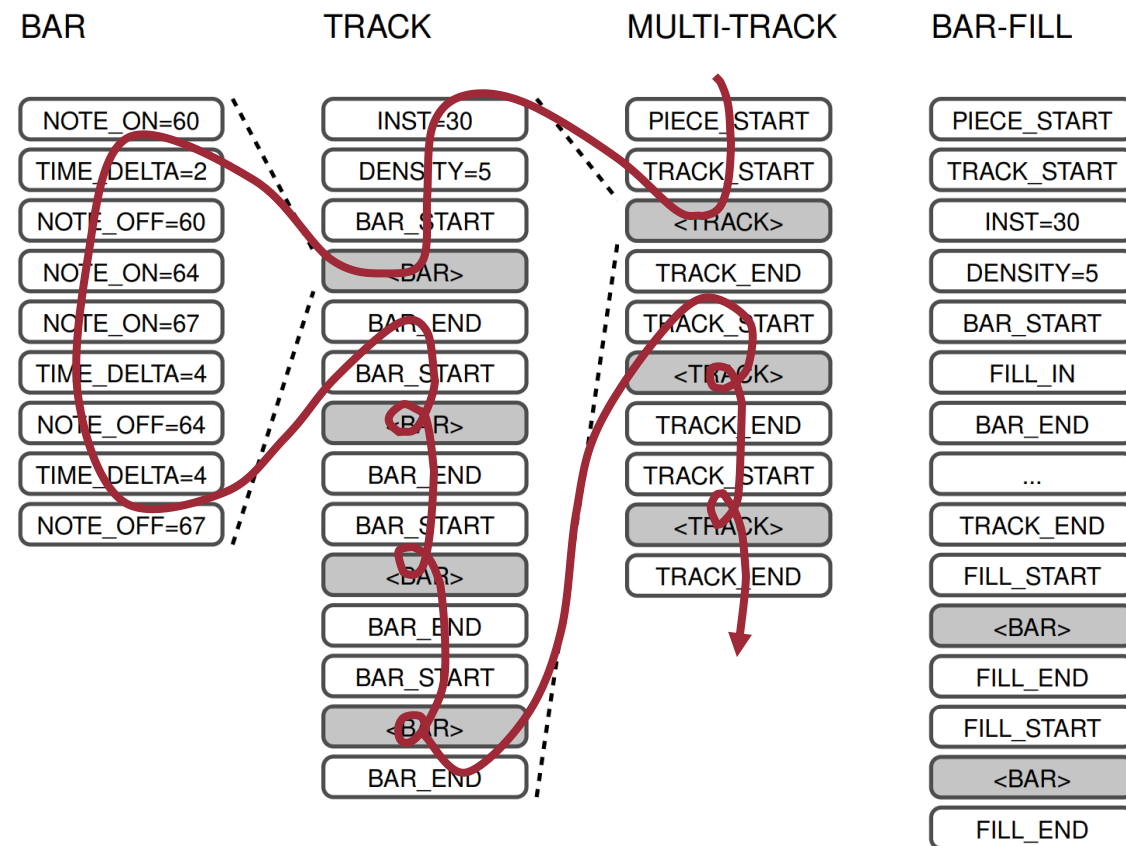 BAR
NOTE_ON=60
TIME_DELTA=2
NOTE_OFF=60
NOTE_ON=64
NOTE_ON=67
TIME_DELTA=4
NOTE_OFF=64
TIME_DELTA=4
NOTE_OFF=67
TRACK
INST=30
DENSITY=5
BAR_START
<BAR>
BAR_END
BAR_START
<BAR>
BAR_END
BAR_START
<BAR>
BAR_END
BAR_START
<BAR>
BAR_END
MULTI-TRACK
PIECE_START
TRACK_START
<TRACK>
TRACK_END
TRACK_START
<TRACK>
TRACK_END
TRACK_START
<TRACK>
TRACK_END
BAR-FILL
PIECE_START
TRACK_START
INST=30
DENSITY=5
BAR_START
FILL_IN
BAR_END
...
TRACK_END
FILL_START
<BAR>
FILL_END
FILL_START
<BAR>
FILL_END